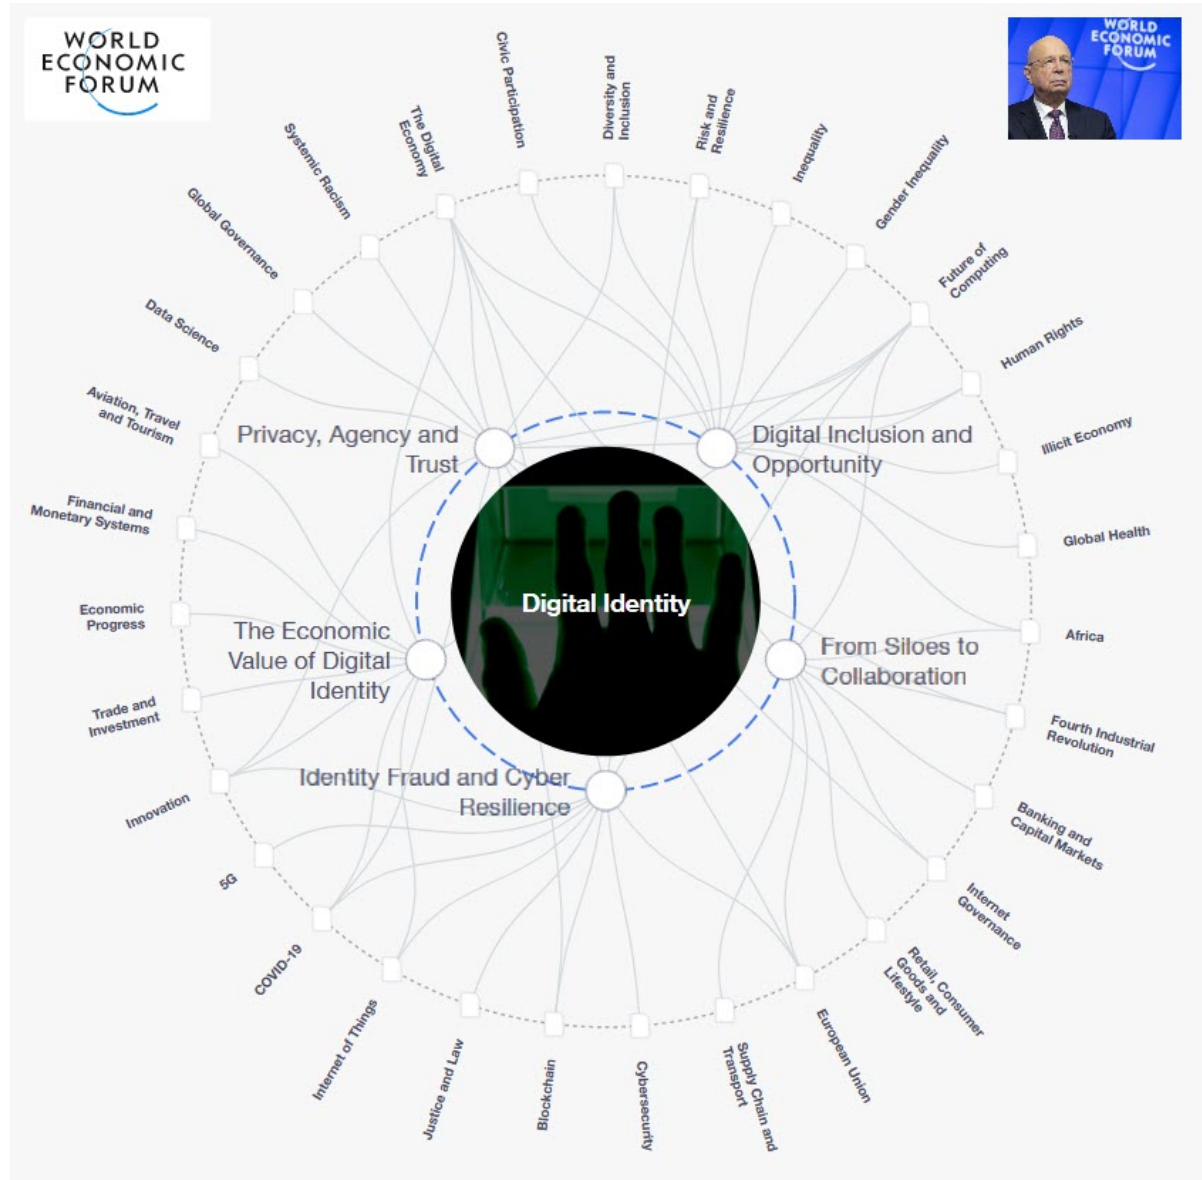 WORLD
ECONOMIC
FORUM
WORLD
ECONOMIC
FORUM
Civic Participation
Diversity and
Inclusion
Risk and
Resilience
Inequality
Gender Inequality
Future of
Computing
Human Rights
Illicit Economy
Global Health
Africa
Fourth Industrial
Revolution
Banking and
Capital Markets
Internet
Governance
Retail, Consumer
Goods and
Lifestyle
European Union
Supply Chain and
Transport
Cybersecurity
Blockchain
Justice and Law
Internet of Things
COVID-19
5G
Innovation
Trade and
Investment
Economic
Progress
Financial and
Monetary Systems
Aviation, Travel
and Tourism
Data Science
Global Governance
Systemic Racism
The Digital
Economy
Privacy, Agency and
Trust
Digital Inclusion and
Opportunity
Digital Identity
The Economic
Value of Digital
Identity
From Siloes to
Collaboration
Identity Fraud and Cyber
Resilience